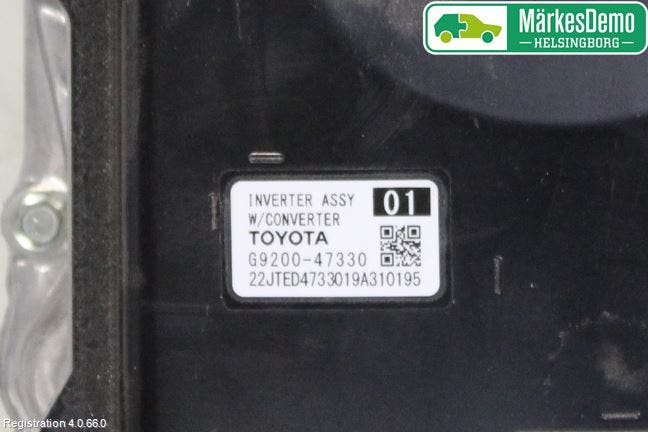 MärkesDemo
HELSINGBORG
INVERTER ASSY 01
W/CONVERTER
TOYOTA
G9200-47330
22JTED4733019A310195
Registration 4.0.66.0